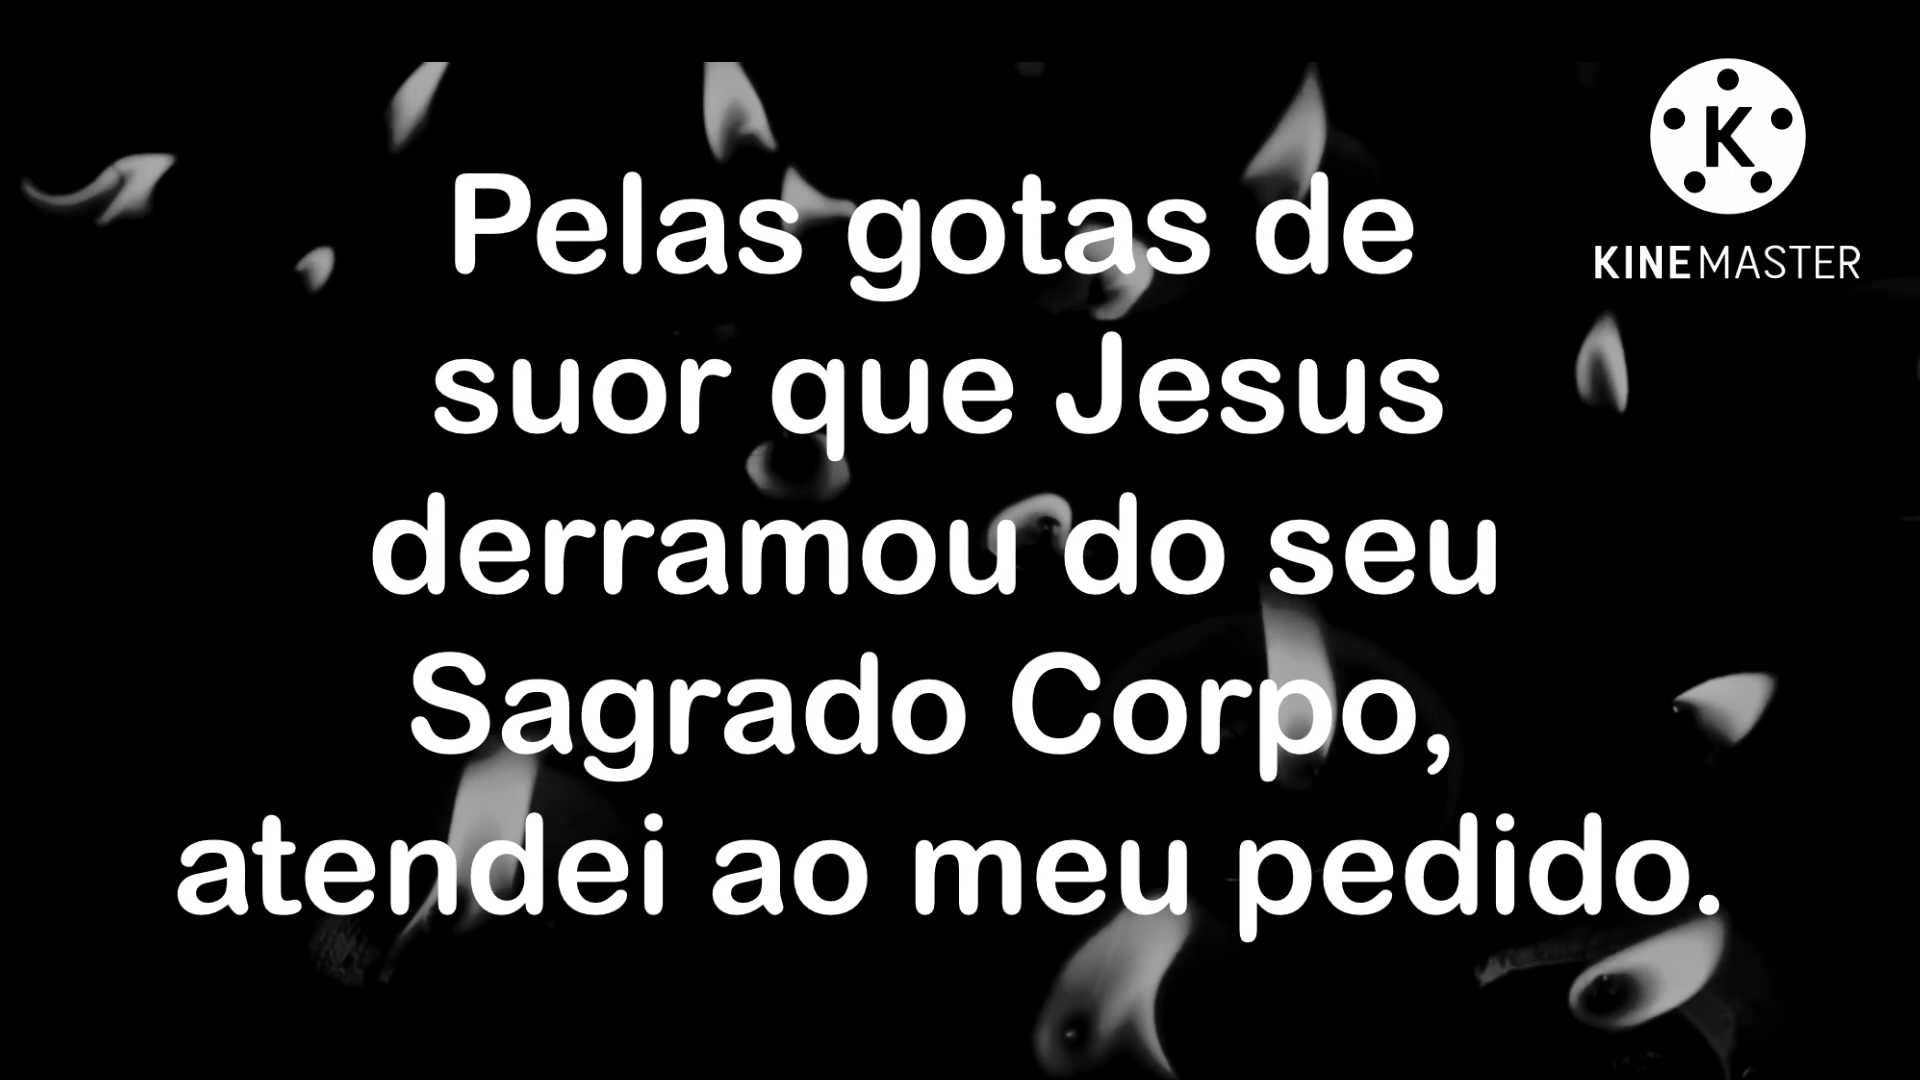 Pelas gotas de
suor que Jesus
derramou do seu
Sagrado Corpo,
atendei ao meu pedido.
K
KINEMASTER